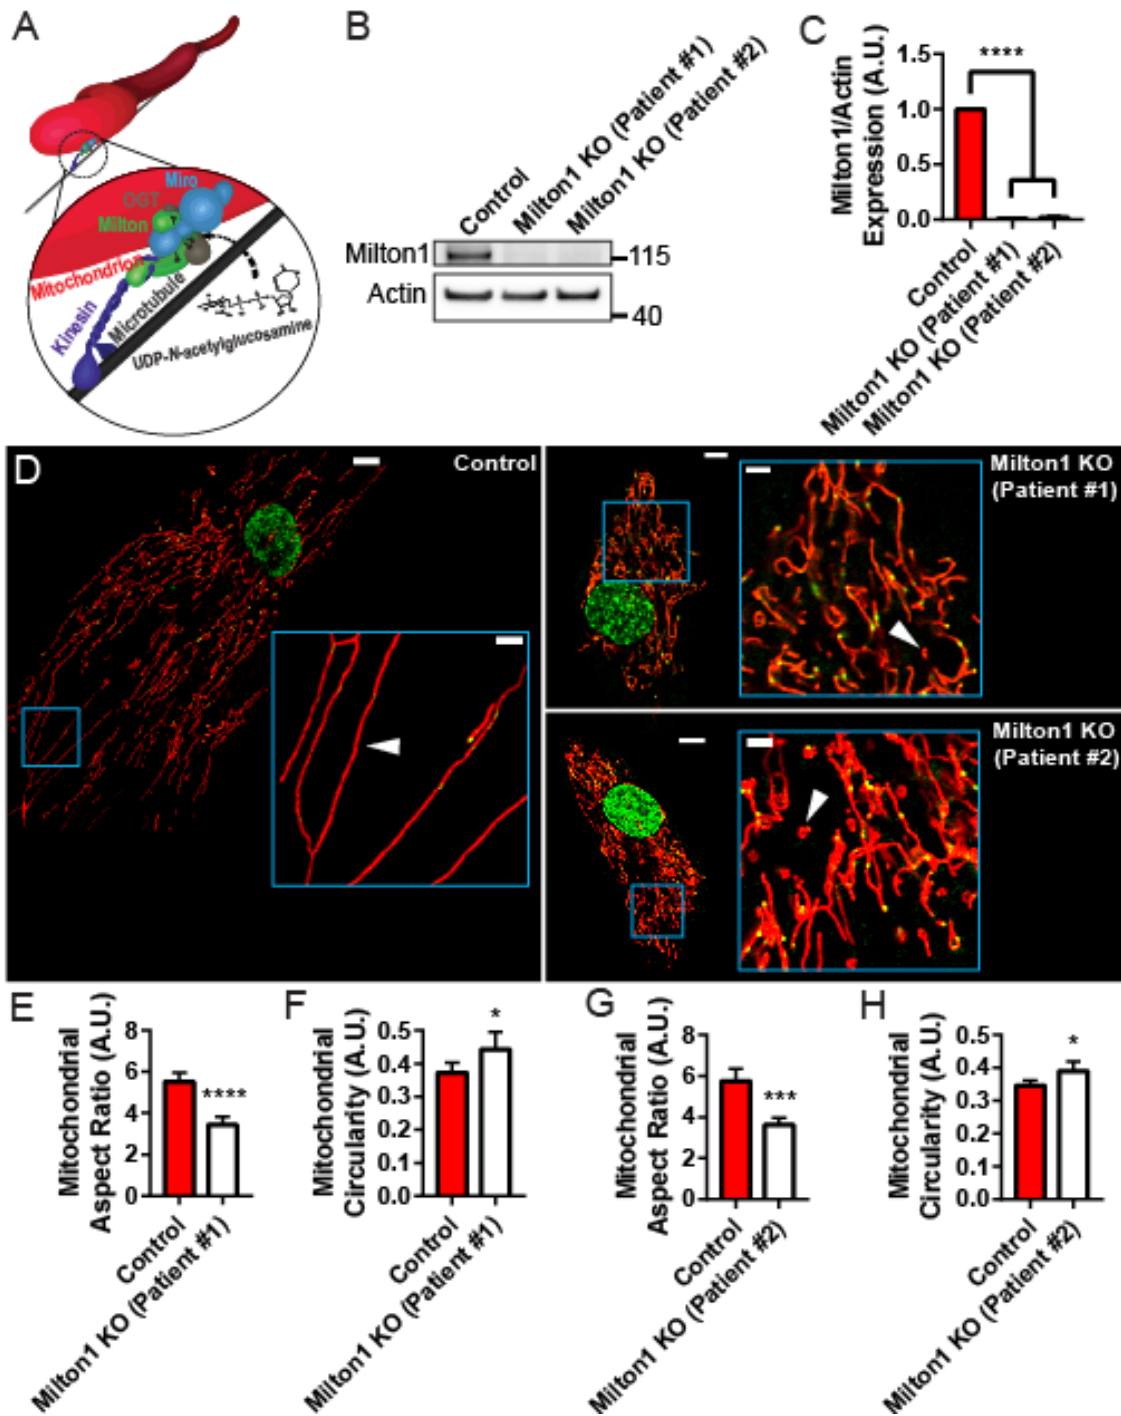 A
Miro
OGT
Milton
Mitochondrion
Kinesin
Microtubule
UDP-N-acetylglucosamine
B
Control
Milton1 KO (Patient #1)
Milton1 KO (Patient #2)
Milton1
115
Actin
40
C
Milton1/Actin
Expression (A.U.)
1.5
1.0
0.5
0.0
****
Control
Milton1 KO (Patient #1)
Milton1 KO (Patient #2)
D
Control
Milton1 KO
(Patient #1)
Milton1 KO
(Patient #2)
E
Mitochondrial
Aspect Ratio (A.U.)
8
6
4
2
0
****
Control
Milton1 KO (Patient #1)
F
Mitochondrial
Circularity (A.U.)
0.5
0.4
0.3
0.2
0.1
0.0
*
Control
Milton1 KO (Patient #1)
G
Mitochondrial
Aspect Ratio (A.U.)
8
6
4
2
0
***
Control
Milton1 KO (Patient #2)
H
Mitochondrial
Circularity (A.U.)
0.5
0.4
0.3
0.2
0.1
0.0
*
Control
Milton1 KO (Patient #2)